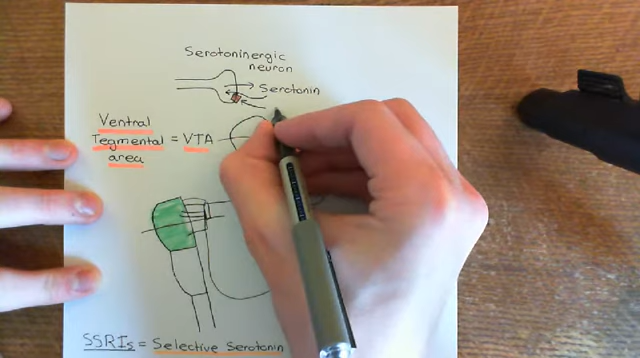 Serotoninergic
neuron
Serotonin
Ventral
Tegmental = VTA
area
SSRIs = Selective Serotonin